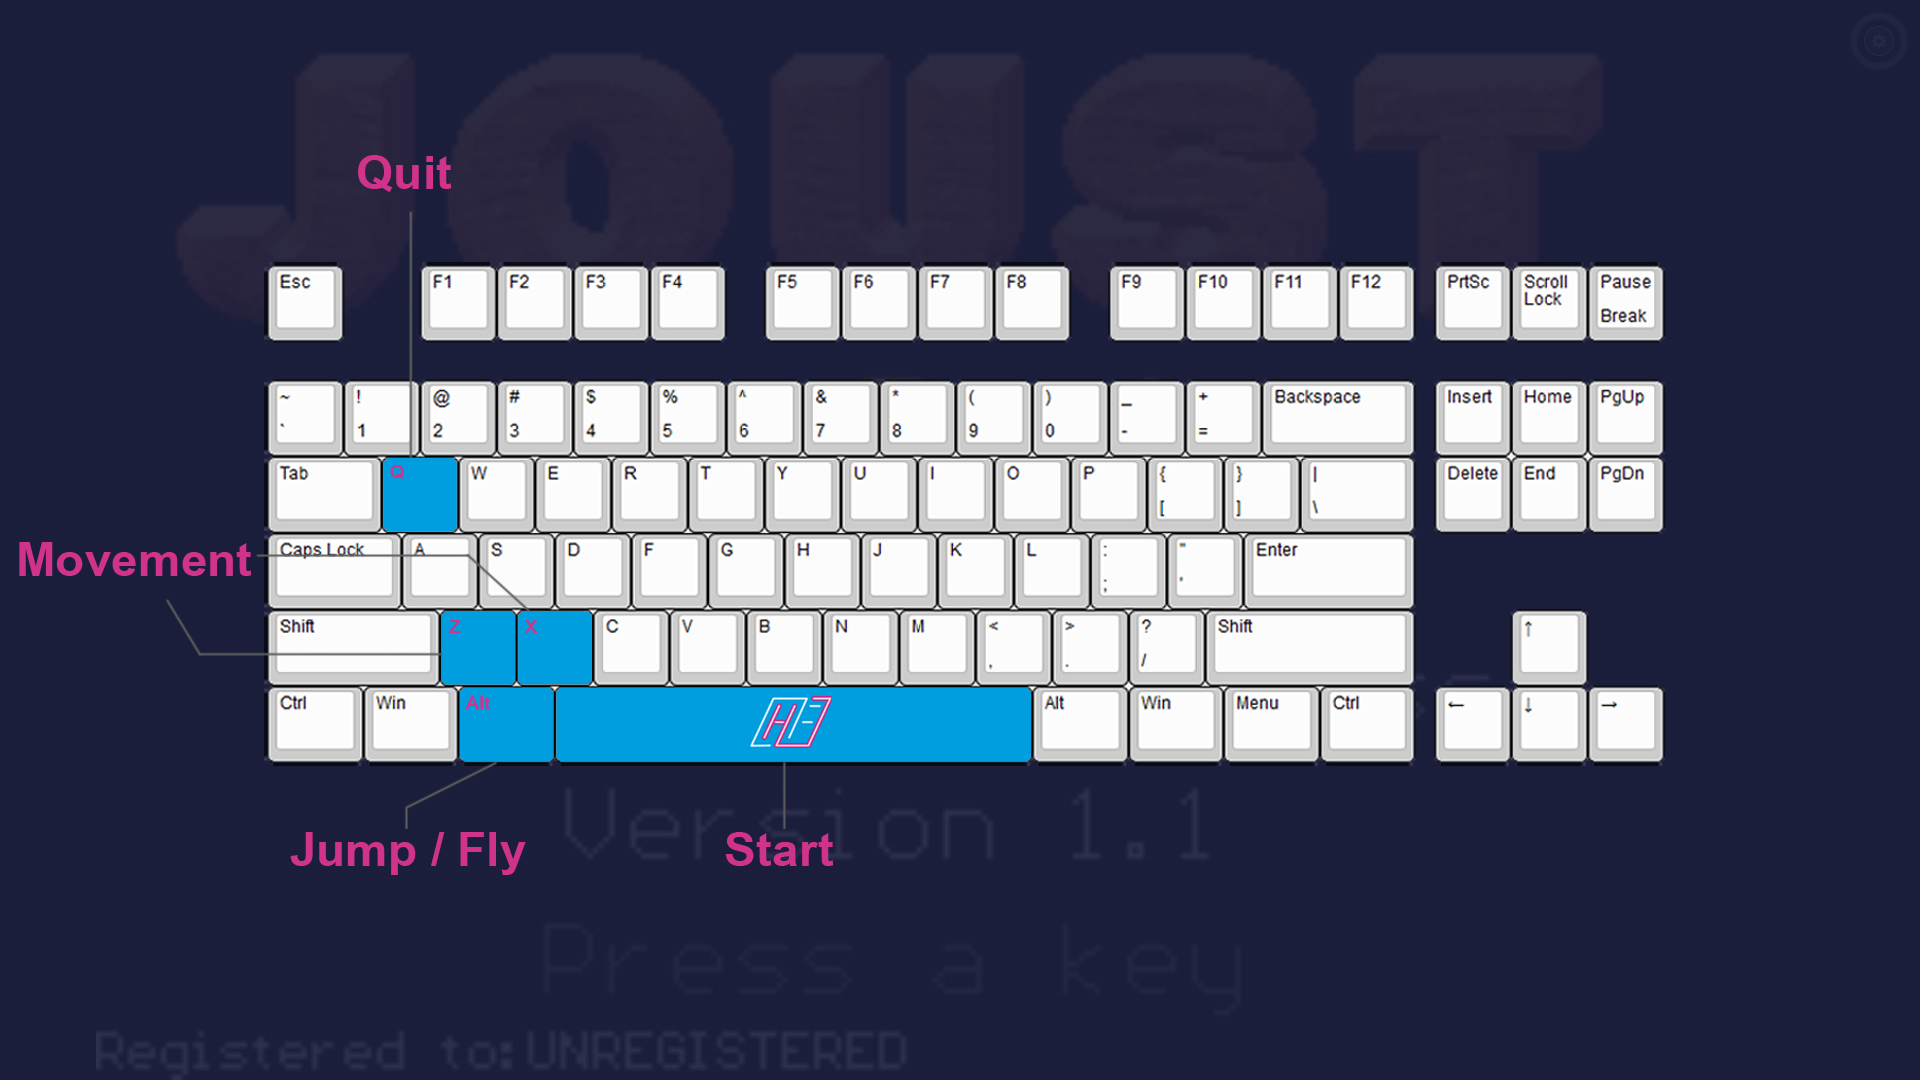 JOUST
Quit
Esc F1 F2 F3 F4 F5 F6 F7 F8 F9 F10 F11 F12 PrtSc Scroll Lock Pause Break
~ ` ! 1 @ 2 # 3 $ 4 % 5 ^ 6 & 7 * 8 ( 9 ) 0 _ - + = Backspace Insert Home PgUp
Tab Q W E R T Y U I O P { [ } ] | \ Delete End PgDn
Movement
Caps Lock A S D F G H J K L : ; " ' Enter
Shift Z X C V B N M < , > . ? / Shift ↑
Ctrl Win Alt Alt Win Menu Ctrl ← ↓ →
Jump / Fly
Start
Version 1.1
Press a key
Registered to:UNREGISTERED